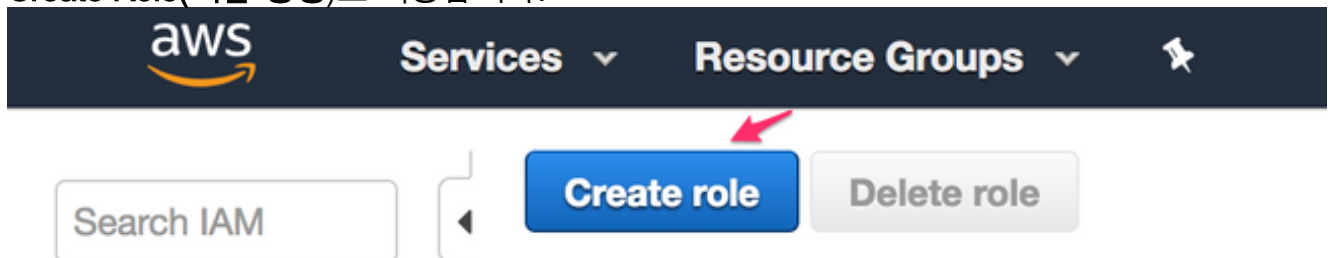 aws
Services
Resource Groups
Create role
Delete role
Search IAM